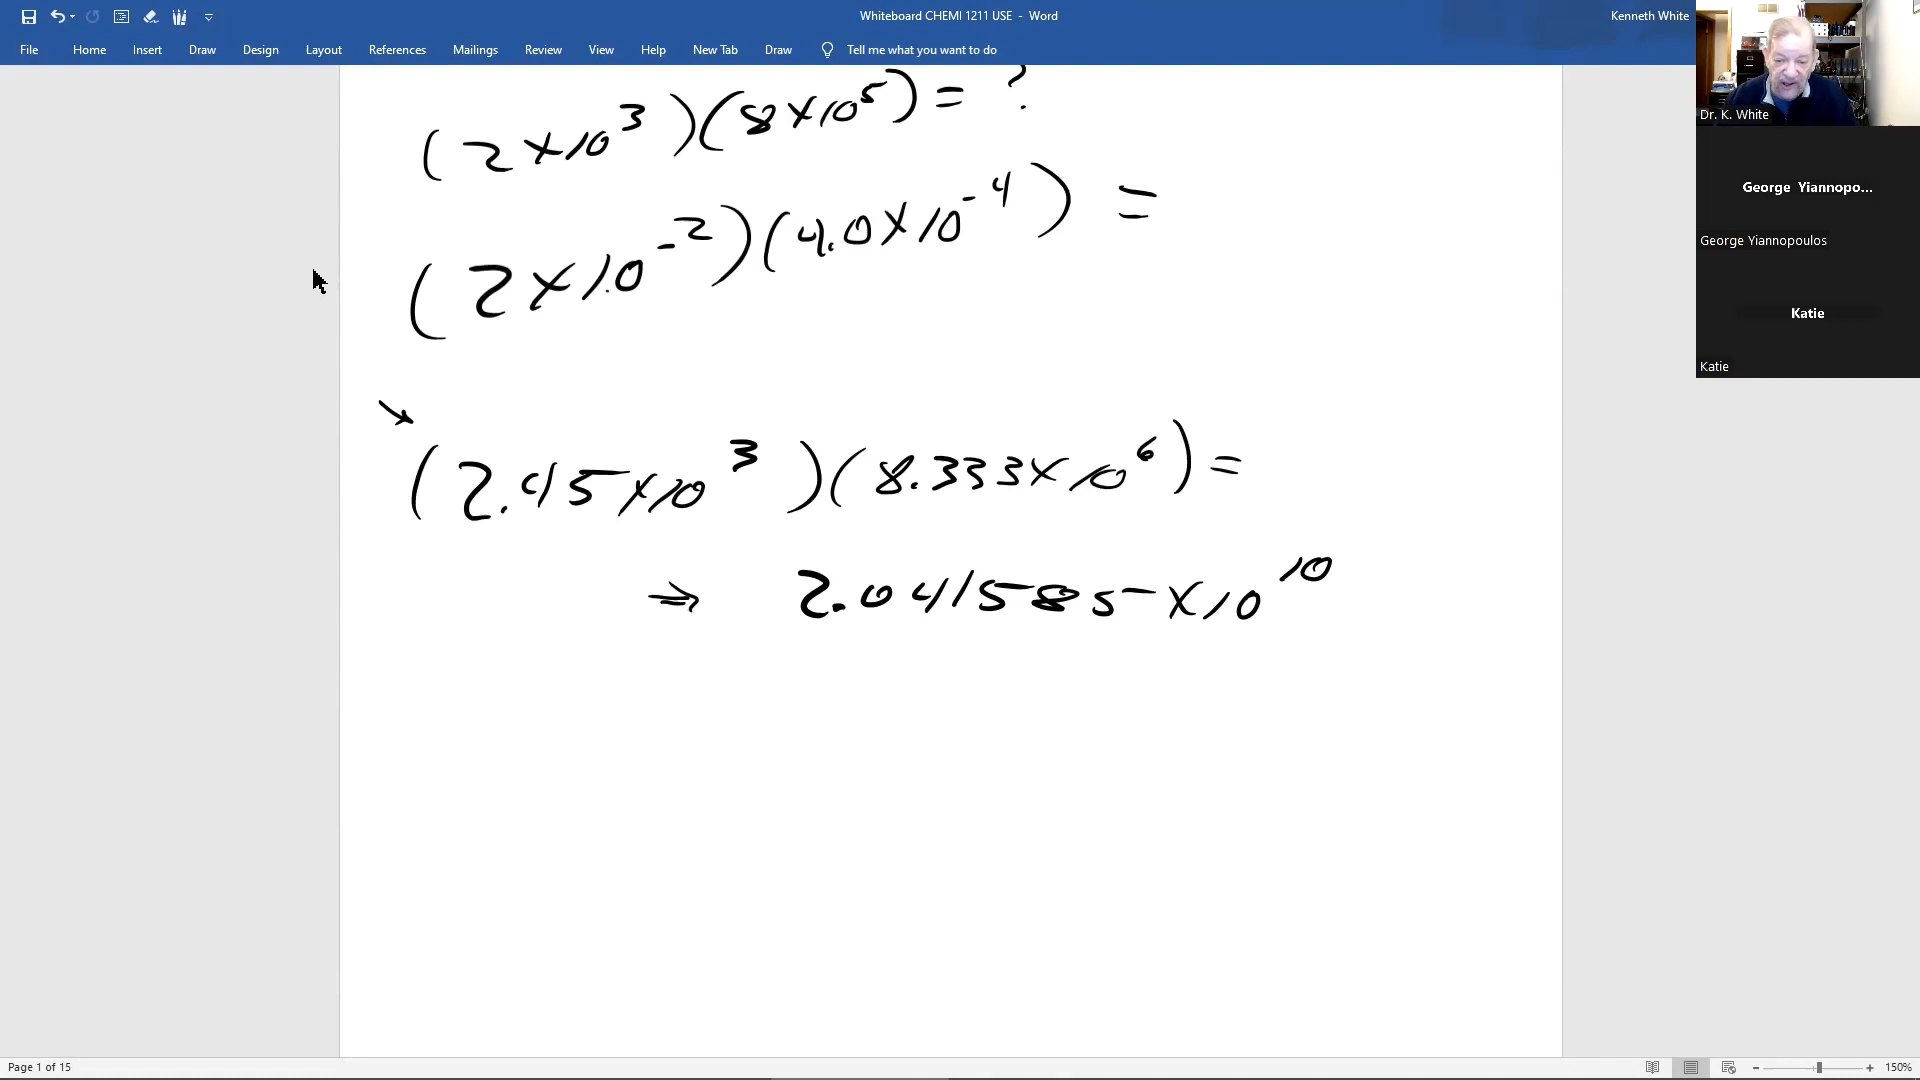 Whiteboard CHEMI 1211 USE - Word
Kenneth White
File Home Insert Draw Design Layout References Mailings Review View Help New Tab Draw Tell me what you want to do
Dr. K. White
George Yiannopo...
George Yiannopoulos
Katie
Katie
(2 x 10³)(8 x 10⁵) = ?
(2 x 10⁻²)(4.0 x 10⁻⁴) =
(2.45 x 10³)(8.333 x 10⁶) =
⇒ 2.041585 x 10¹⁰
Page 1 of 15
150%